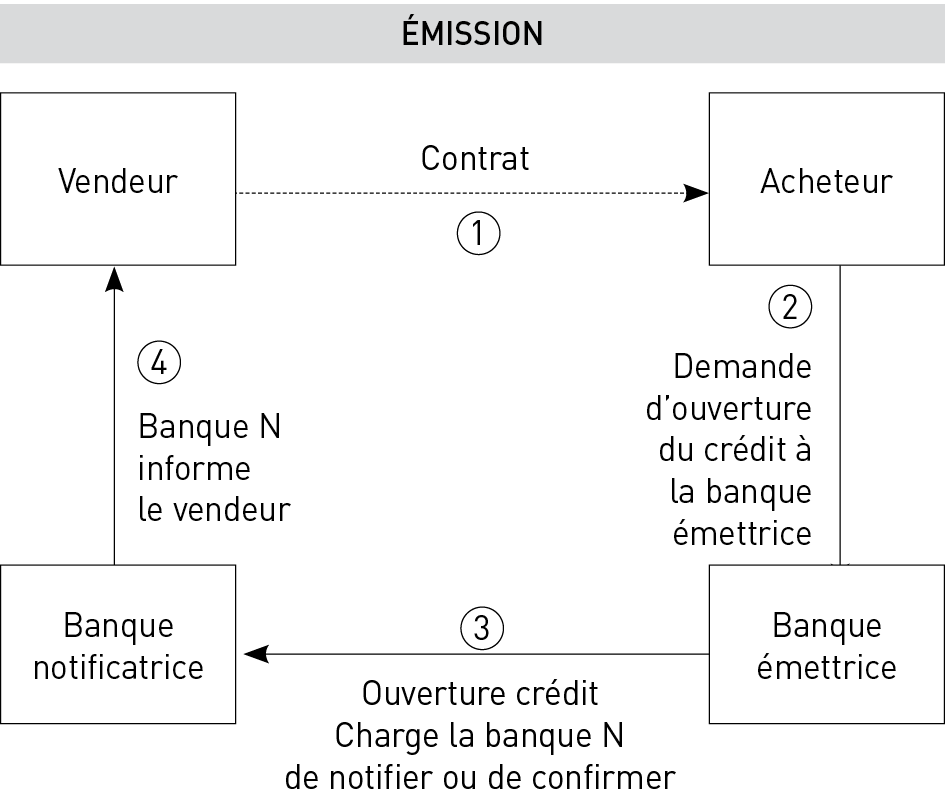 ÉMISSION
Vendeur
Contrat
Acheteur
1
2
Demande
d'ouverture
du crédit à
la banque
émettrice
4
Banque N
informe
le vendeur
Banque
notificatrice
3
Banque
émettrice
Ouverture crédit
Charge la banque N
de notifier ou de confirmer